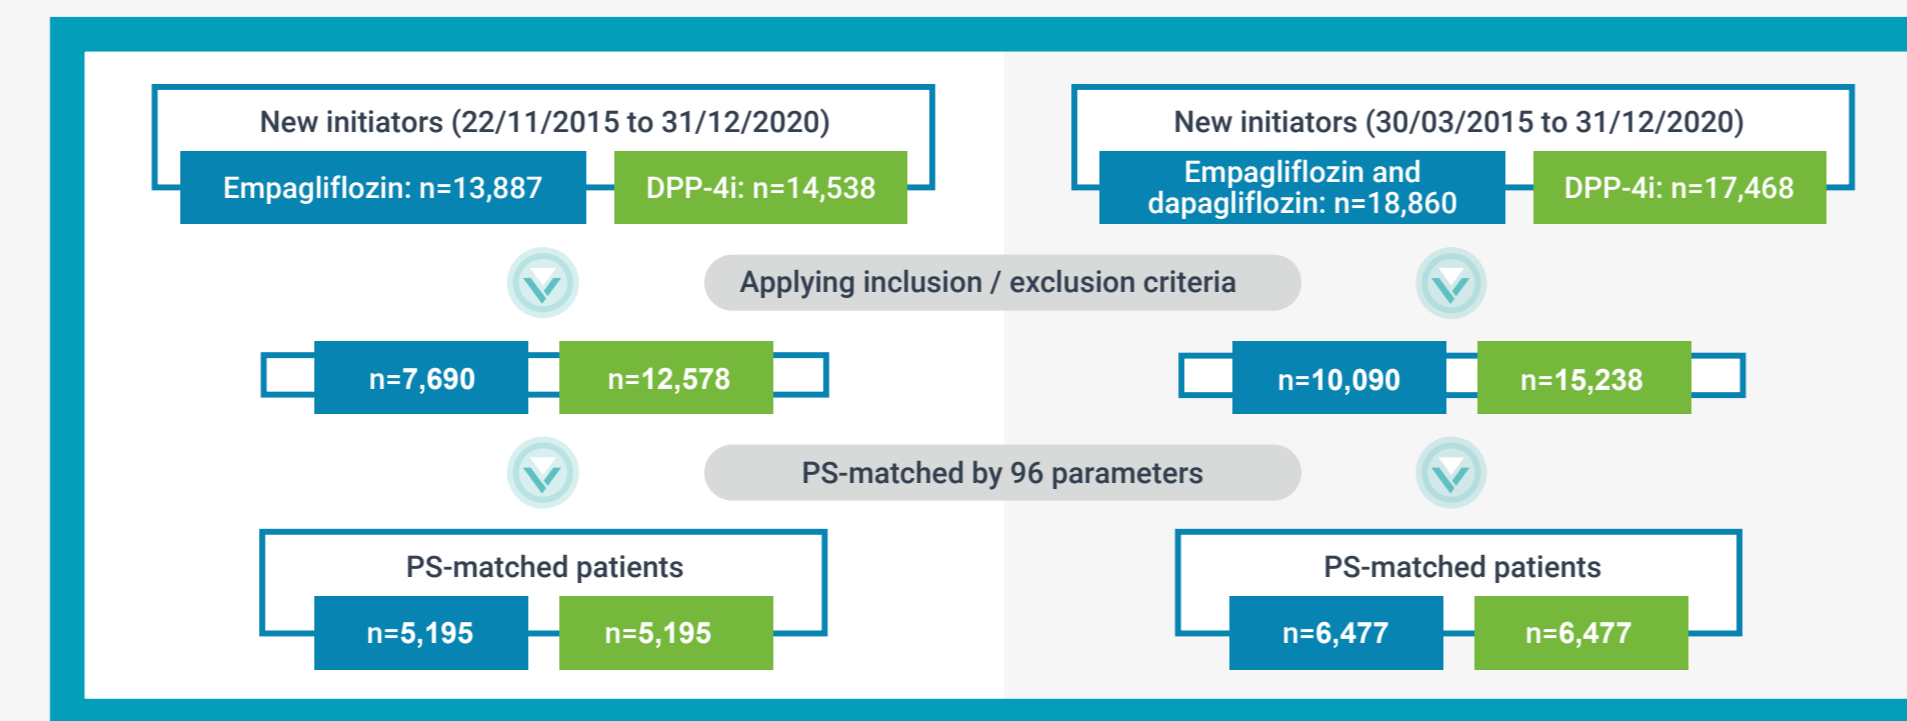 New initiators (22/11/2015 to 31/12/2020)
Empagliflozin: n=13,887
DPP-4i: n=14,538
New initiators (30/03/2015 to 31/12/2020)
Empagliflozin and
dapagliflozin: n=18,860
DPP-4i: n=17,468
Applying inclusion / exclusion criteria
n=7,690
n=12,578
n=10,090
n=15,238
PS-matched by 96 parameters
PS-matched patients
n=5,195
n=5,195
PS-matched patients
n=6,477
n=6,477